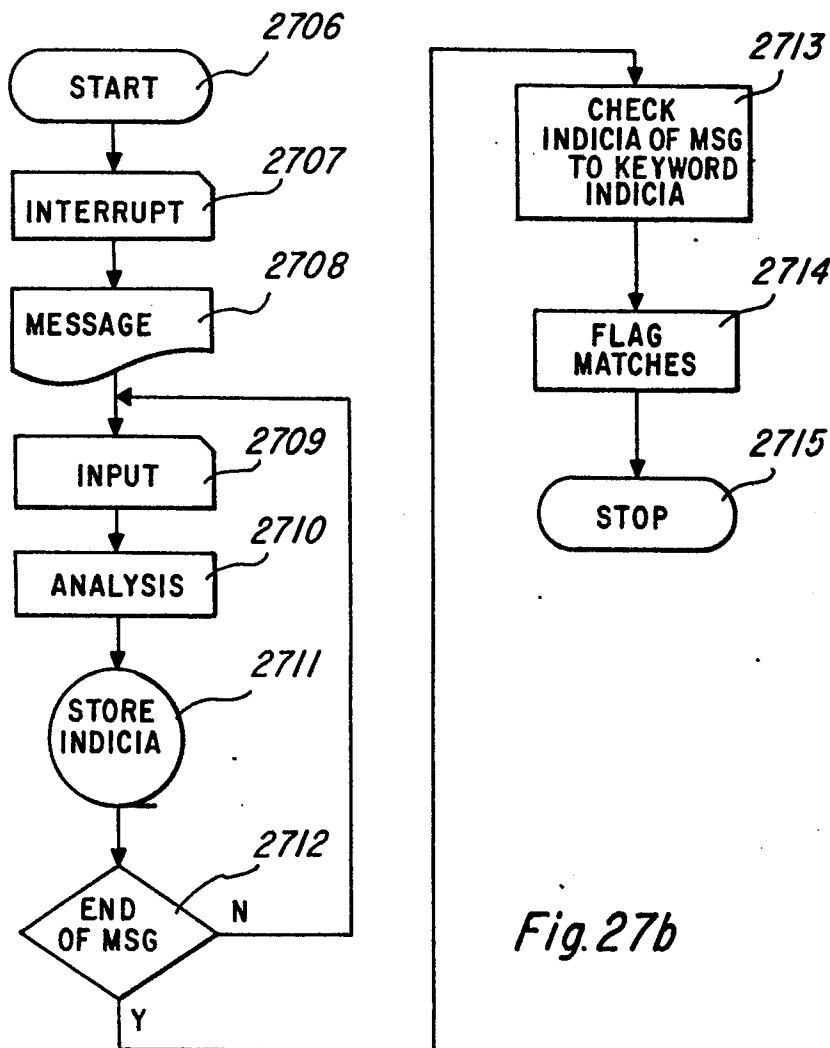 2706
START
2707
INTERRUPT
2708
MESSAGE
2709
INPUT
2710
ANALYSIS
2711
STORE
INDICIA
2712
END
OF MSG
N
Y
2713
CHECK
INDICIA OF MSG
TO KEYWORD
INDICIA
2714
FLAG
MATCHES
2715
STOP
Fig. 27b